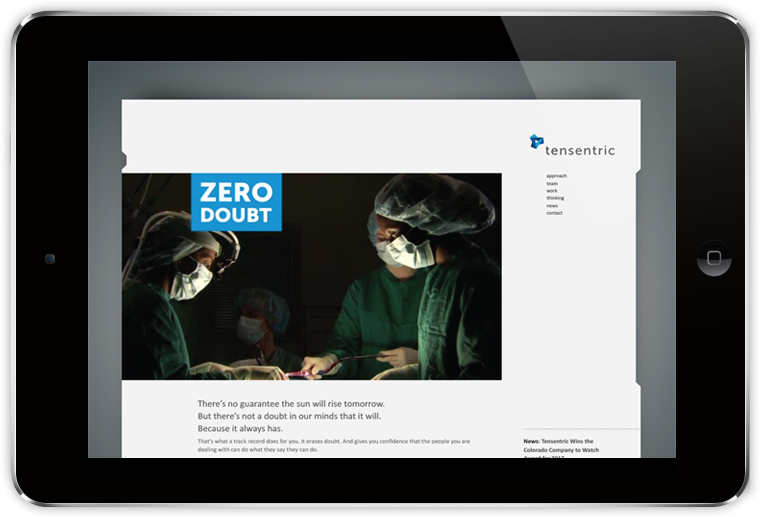 tensentric
approach
team
work
thinking
news
contact
ZERO
DOUBT
There's no guarantee the sun will rise tomorrow.
But there's not a doubt in our minds that it will.
Because it always has.
That's what a track record does for you. It erases doubt. And gives you confidence that the people you are
dealing with can do what they say they can do.
News: Tensentric Wins the
Colorado Company to Watch
Award for 2012